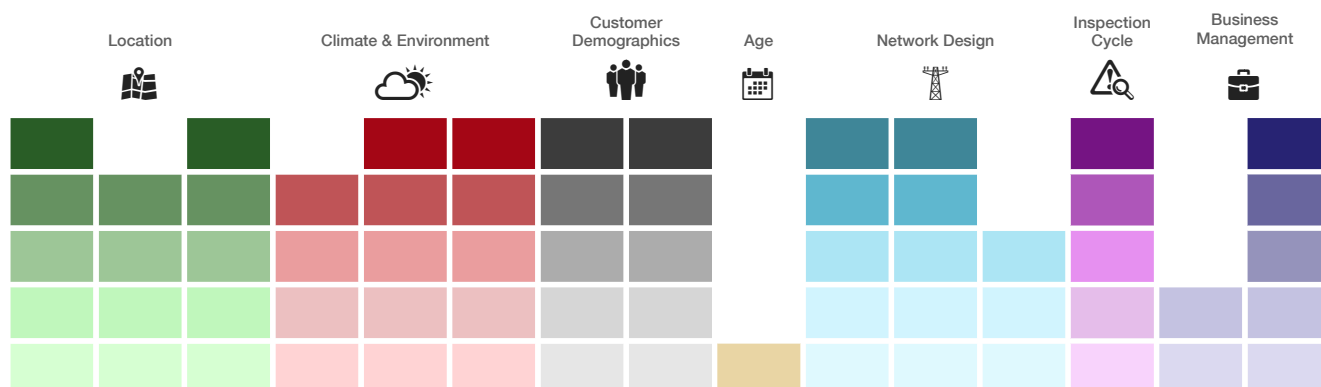 Location
Climate & Environment
Customer
Demographics
Age
Network Design
Inspection
Cycle
Business
Management